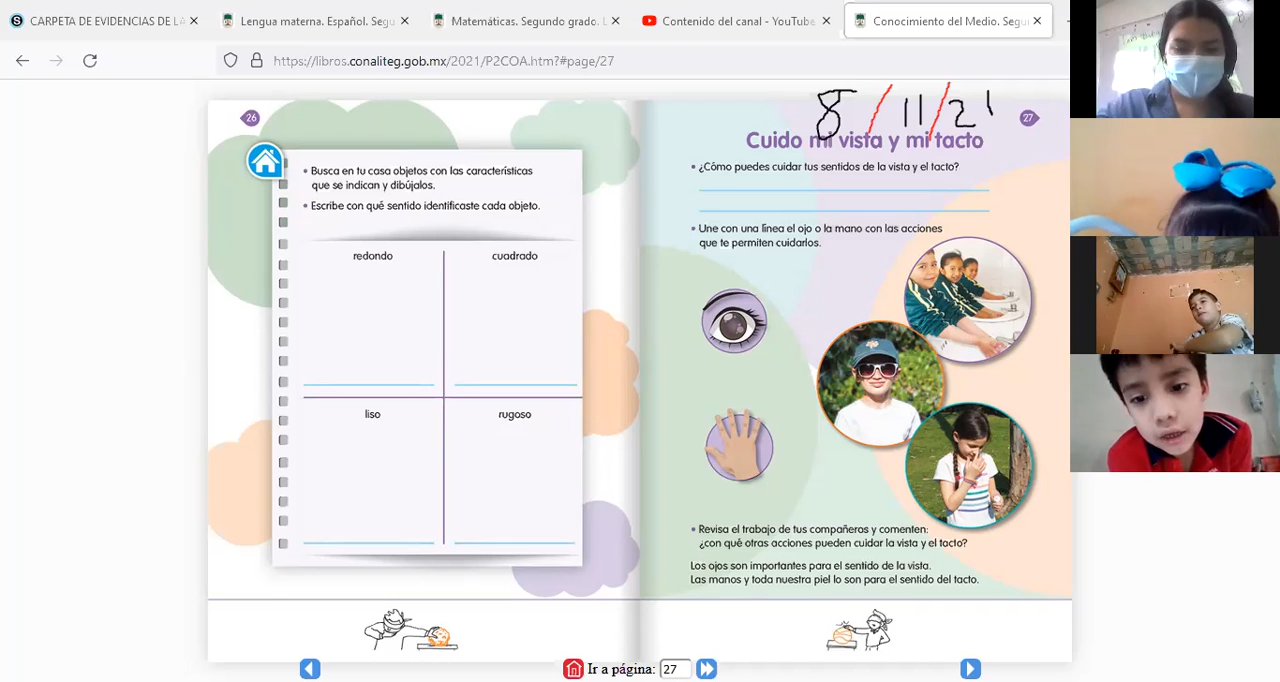 CARPETA DE EVIDENCIAS DE LA
Lengua materna. Español. Segu
Matemáticas. Segundo grado. L
Contenido del canal - YouTube
Conocimiento del Medio. Segu
https://libros.conaliteg.gob.mx/2021/P2COA.htm?#page/27
26
• Busca en tu casa objetos con las características
que se indican y dibújalos.
• Escribe con qué sentido identificaste cada objeto.
redondo
cuadrado
liso
rugoso
8/11/21
27
Cuido mi vista y mi tacto
• ¿Cómo puedes cuidar tus sentidos de la vista y el tacto?
• Une con una línea el ojo o la mano con las acciones
que te permiten cuidarlos.
• Revisa el trabajo de tus compañeros y comenten:
¿con qué otras acciones pueden cuidar la vista y el tacto?
Los ojos son importantes para el sentido de la vista.
Las manos y toda nuestra piel lo son para el sentido del tacto.
Ir a página: 27